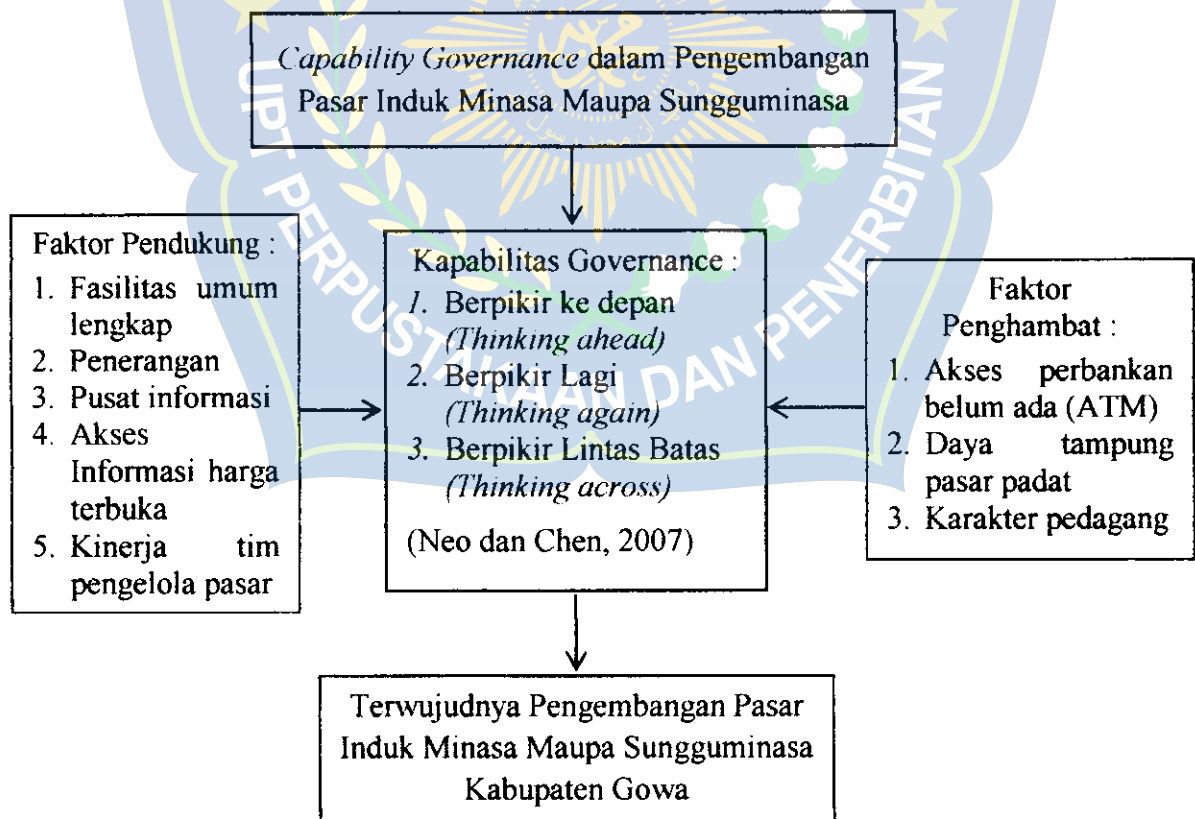 Capability Governance dalam Pengembangan
Pasar Induk Minasa Maupa Sungguminasa
Faktor Pendukung :
1. Fasilitas umum
lengkap
2. Penerangan
3. Pusat informasi
4. Akses
Informasi harga
terbuka
5. Kinerja tim
pengelola pasar
Kapabilitas Governance :
1. Berpikir ke depan
(Thinking ahead)
2. Berpikir Lagi
(Thinking again)
3. Berpikir Lintas Batas
(Thinking across)
(Neo dan Chen, 2007)
Faktor
Penghambat :
1. Akses perbankan
belum ada (ATM)
2. Daya tampung
pasar padat
3. Karakter pedagang
Terwujudnya Pengembangan Pasar
Induk Minasa Maupa Sungguminasa
Kabupaten Gowa
UPT PERPUSTAKAAN DAN PENERBITAN